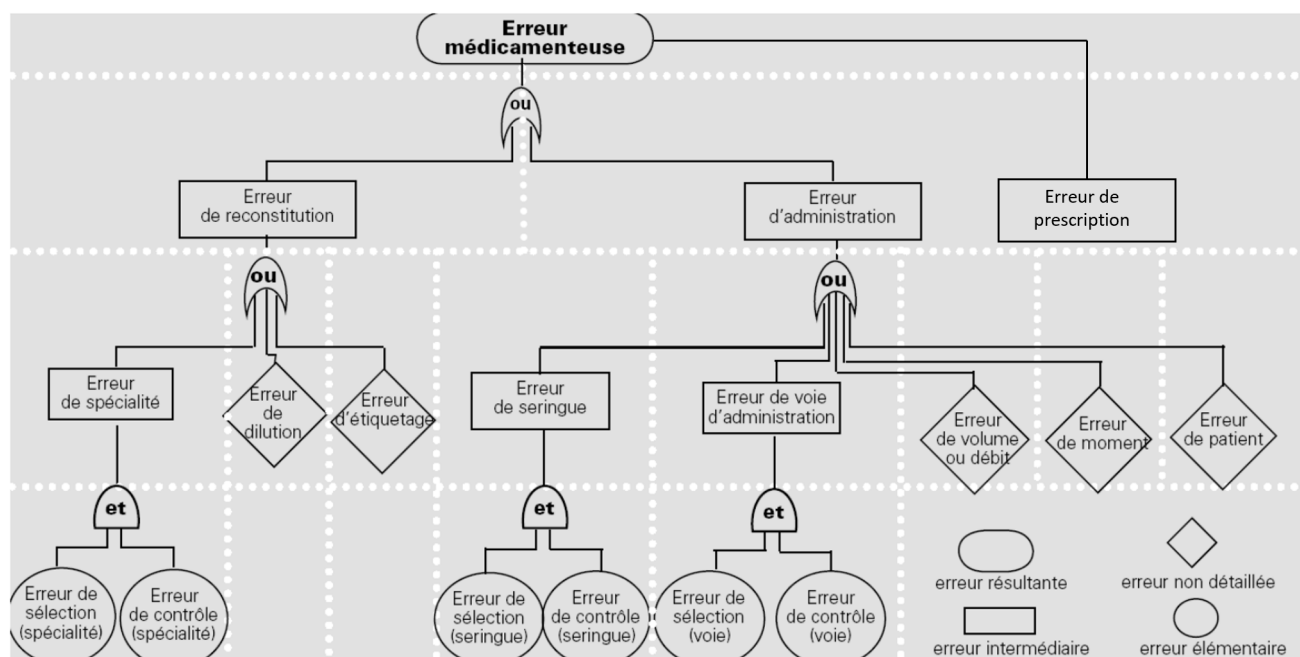 Erreur
médicamenteuse
ou
Erreur
de reconstitution
Erreur
d'administration
Erreur de
prescription
ou
ou
Erreur
de spécialité
Erreur
de
dilution
Erreur
d'étiquetage
Erreur
de seringue
Erreur de voie
d'administration
Erreur
de volume
ou débit
Erreur
de moment
Erreur
de patient
et
et
et
Erreur de
sélection
(spécialité)
Erreur
de contrôle
(spécialité)
Erreur de
sélection
(seringue)
Erreur
de contrôle
(seringue)
Erreur de
sélection
(voie)
Erreur
de contrôle
(voie)
erreur résultante
erreur non détaillée
erreur intermédiaire
erreur élémentaire